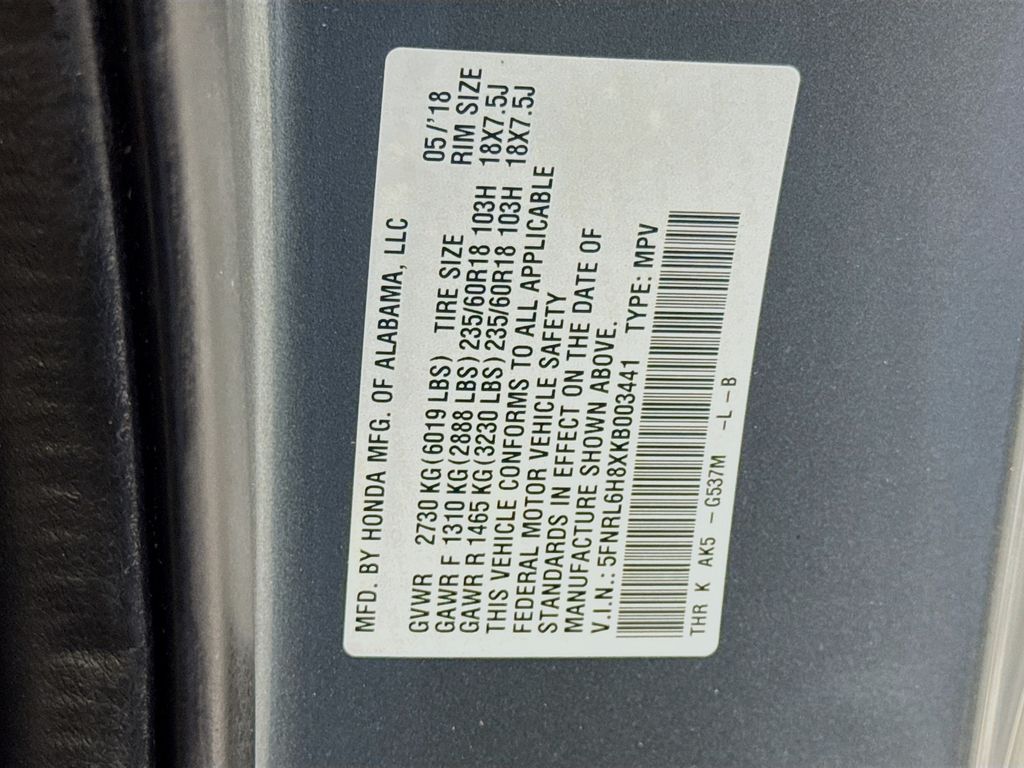 MFD. BY HONDA MFG. OF ALABAMA, LLC
05/'18
GVWR 2730 KG (6019 LBS) TIRE SIZE RIM SIZE
GAWR F 1310 KG (2888 LBS) 235/60R18 103H 18X7.5J
GAWR R 1465 KG (3230 LBS) 235/60R18 103H 18X7.5J
THIS VEHICLE CONFORMS TO ALL APPLICABLE
FEDERAL MOTOR VEHICLE SAFETY
STANDARDS IN EFFECT ON THE DATE OF
MANUFACTURE SHOWN ABOVE.
V.I.N.: 5FNRL6H8XKB003441 TYPE: MPV
THR K AK5 - G537M -L-B